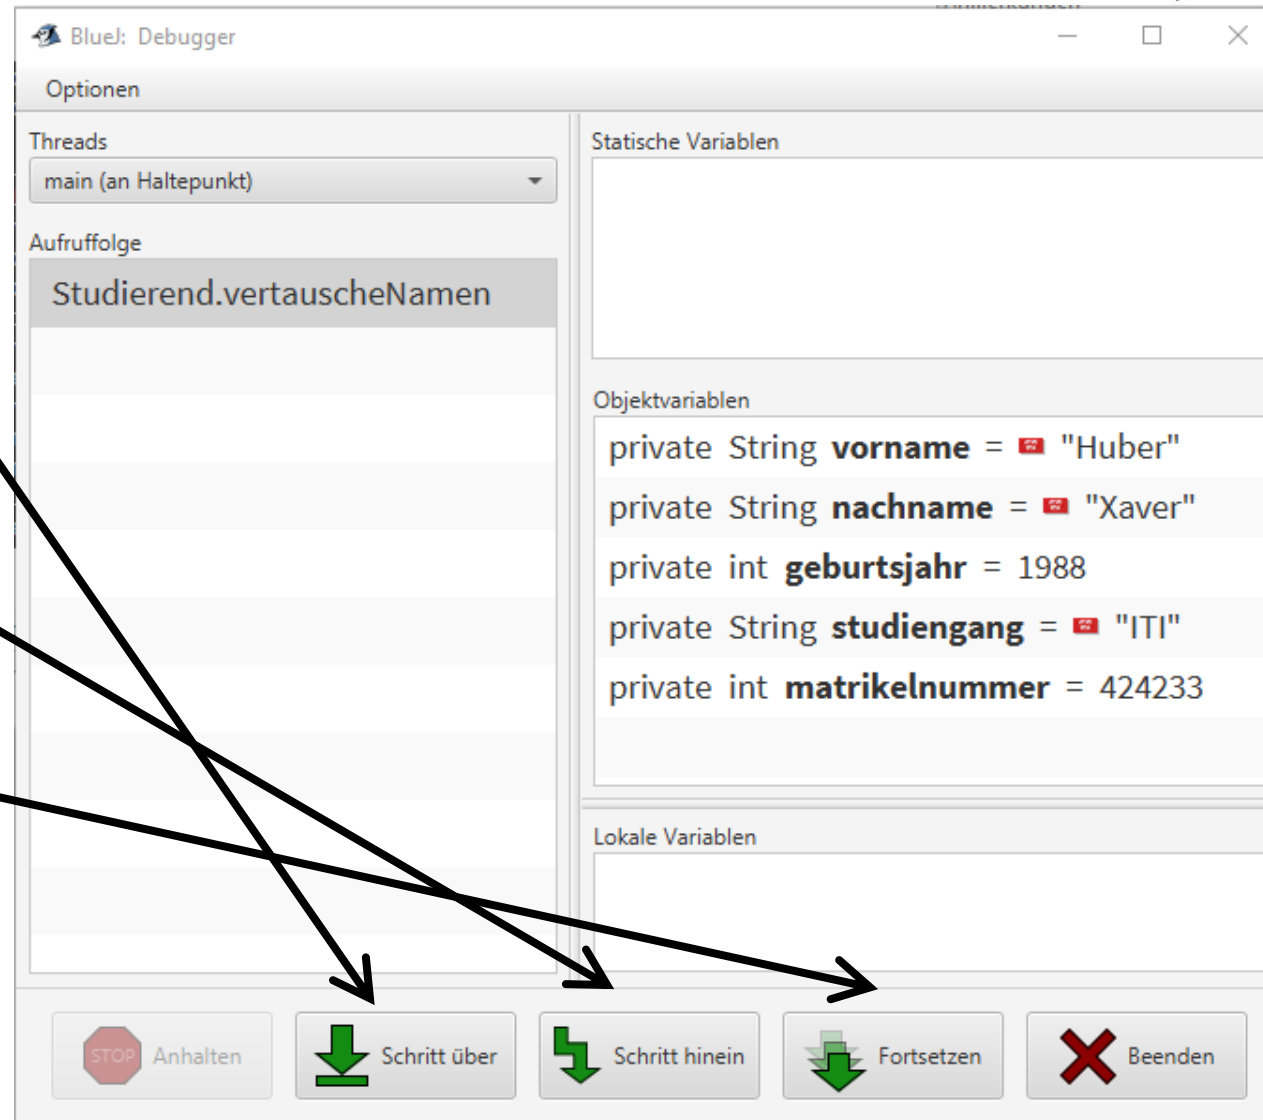 BlueJ: Debugger
Optionen
Threads
main (an Haltepunkt)
Aufruffolge
Studierend.vertauscheNamen
Statische Variablen
Objektvariablen
private String vorname = "Huber"
private String nachname = "Xaver"
private int geburtsjahr = 1988
private String studiengang = "ITI"
private int matrikelnummer = 424233
Lokale Variablen
STOP Anhalten
Schritt über
Schritt hinein
Fortsetzen
Beenden